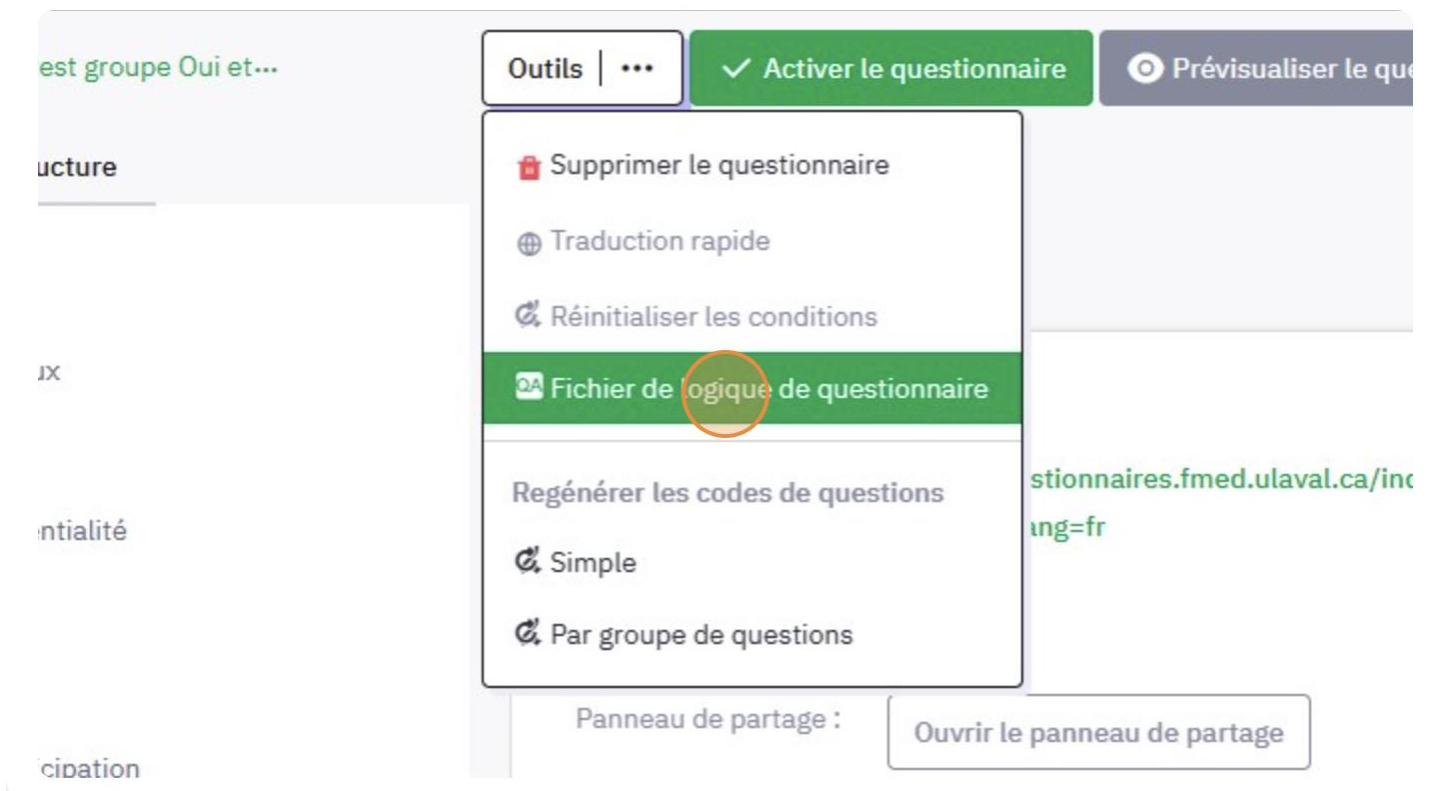 est groupe Oui et...
Outils | ...
Activer le questionnaire
Prévisualiser le que
ucture
Supprimer le questionnaire
Traduction rapide
Réinitialiser les conditions
ux
QA Fichier de logique de questionnaire
stionnaires.fmed.ulaval.ca/inc
Regénérer les codes de questions
entialité
ang=fr
Simple
Par groupe de questions
Panneau de partage :
Ouvrir le panneau de partage
cipation